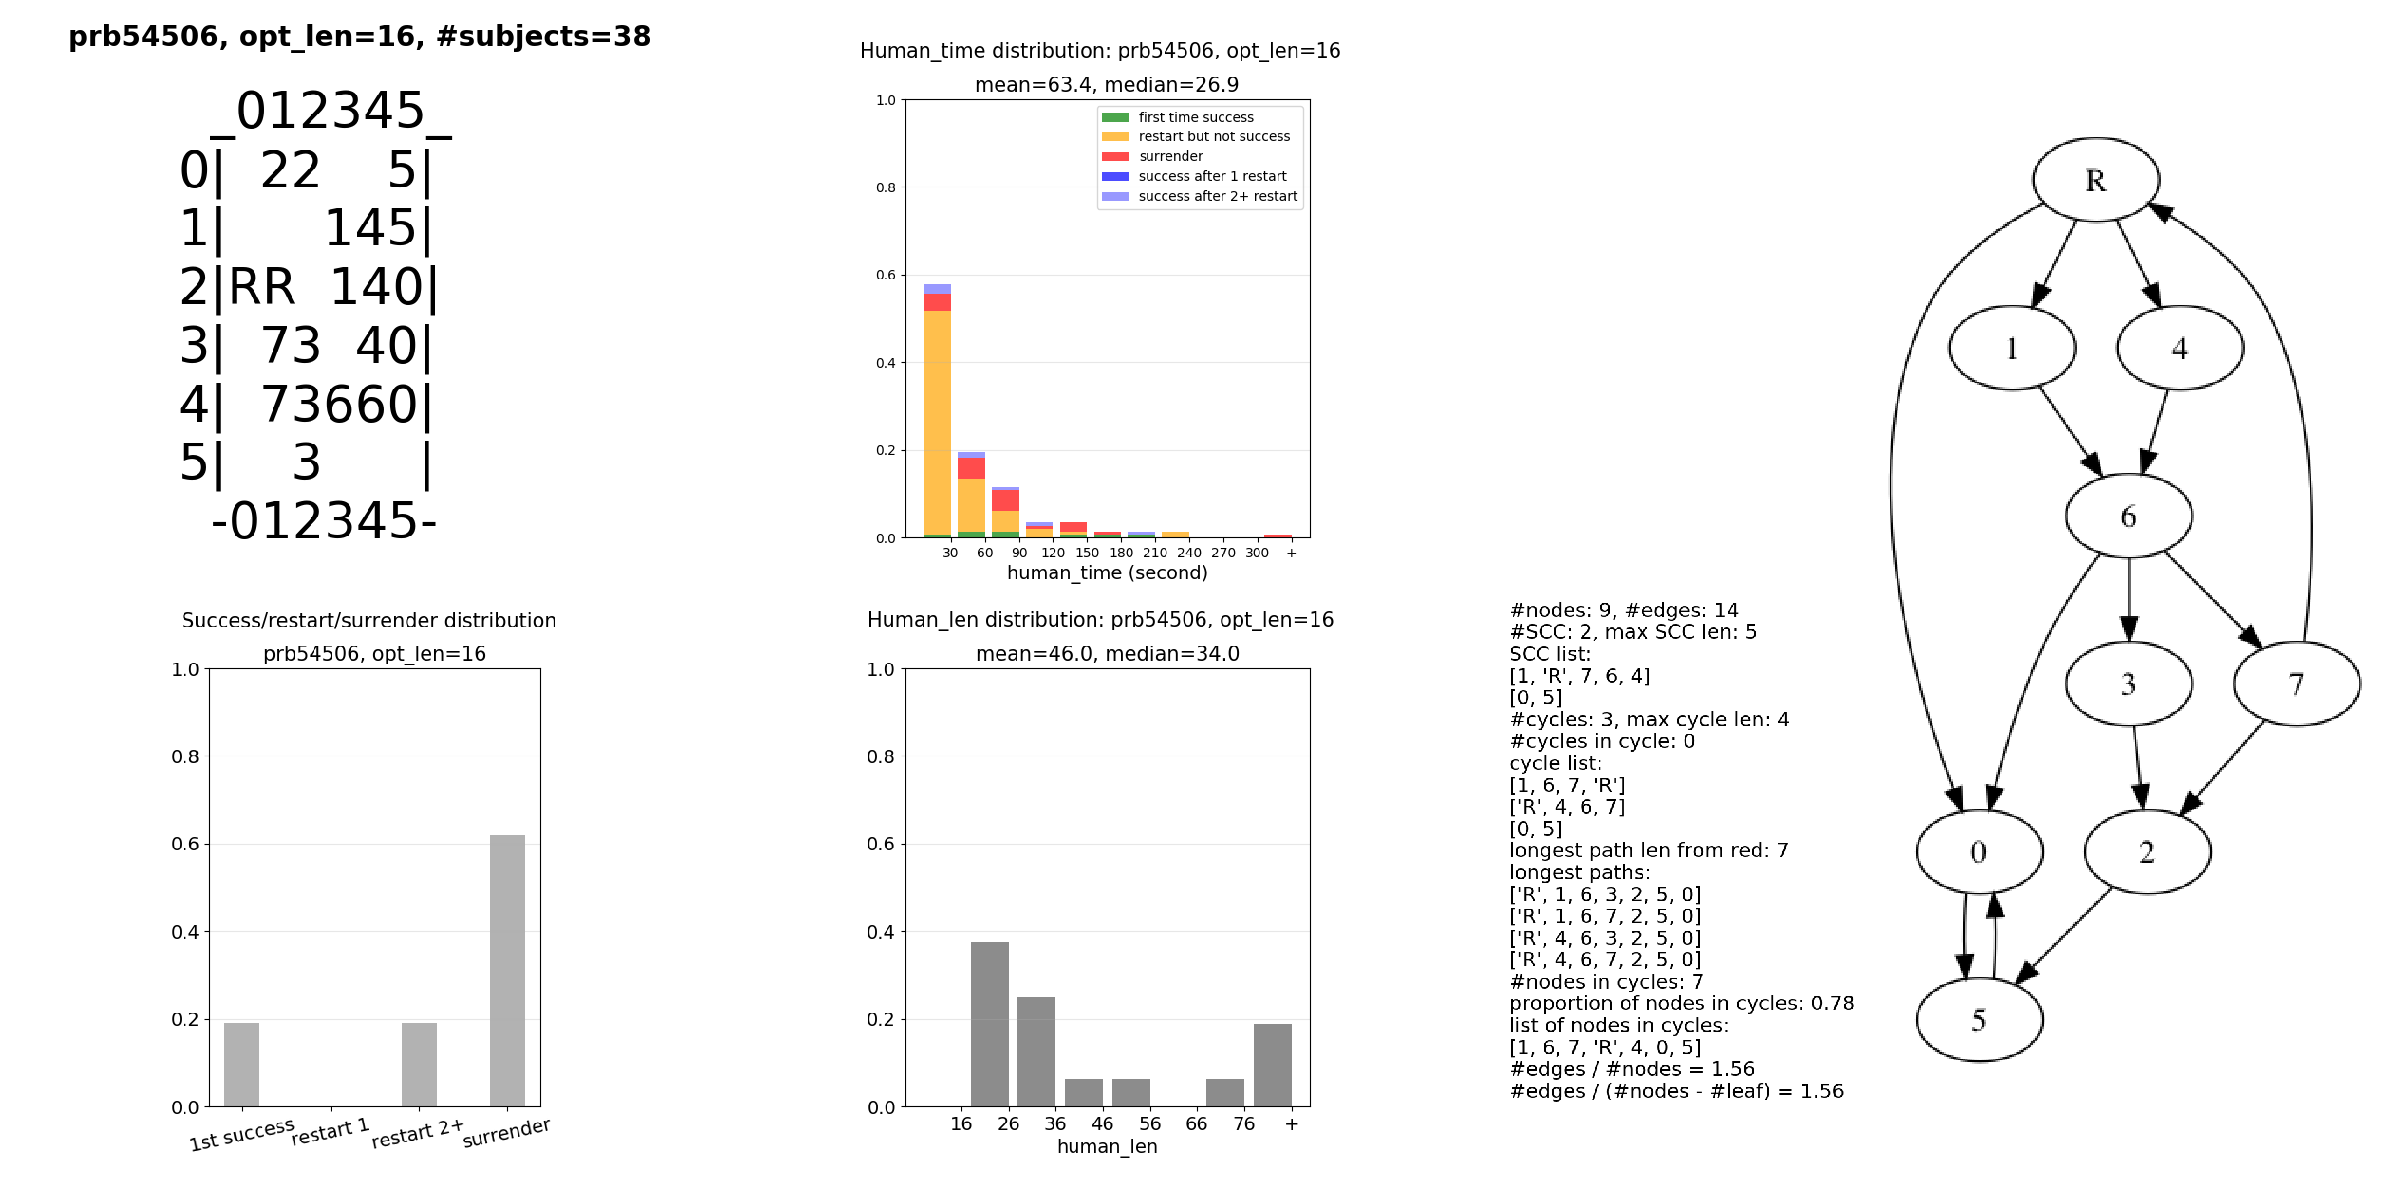 prb54506, opt_len=16, #subjects=38
_012345_
0| 22  5|
1|   145|
2|RR 140|
3| 73 40|
4| 73660|
5|  3   |
-012345-
Human_time distribution: prb54506, opt_len=16
mean=63.4, median=26.9
first time success
restart but not success
surrender
success after 1 restart
success after 2+ restart
1.0
0.8
0.6
0.4
0.2
0.0
30 60 90 120 150 180 210 240 270 300 +
human_time (second)
Success/restart/surrender distribution
prb54506, opt_len=16
1.0
0.8
0.6
0.4
0.2
0.0
1st success restart 1 restart 2+ surrender
Human_len distribution: prb54506, opt_len=16
mean=46.0, median=34.0
1.0
0.8
0.6
0.4
0.2
0.0
16 26 36 46 56 66 76 +
human_len
#nodes: 9, #edges: 14
#SCC: 2, max SCC len: 5
SCC list:
[1, 'R', 7, 6, 4]
[0, 5]
#cycles: 3, max cycle len: 4
#cycles in cycle: 0
cycle list:
[1, 6, 7, 'R']
['R', 4, 6, 7]
[0, 5]
longest path len from red: 7
longest paths:
['R', 1, 6, 3, 2, 5, 0]
['R', 1, 6, 7, 2, 5, 0]
['R', 4, 6, 3, 2, 5, 0]
['R', 4, 6, 7, 2, 5, 0]
#nodes in cycles: 7
proportion of nodes in cycles: 0.78
list of nodes in cycles:
[1, 6, 7, 'R', 4, 0, 5]
#edges / #nodes = 1.56
#edges / (#nodes - #leaf) = 1.56
R
1 4
6
3 7
0 2
5